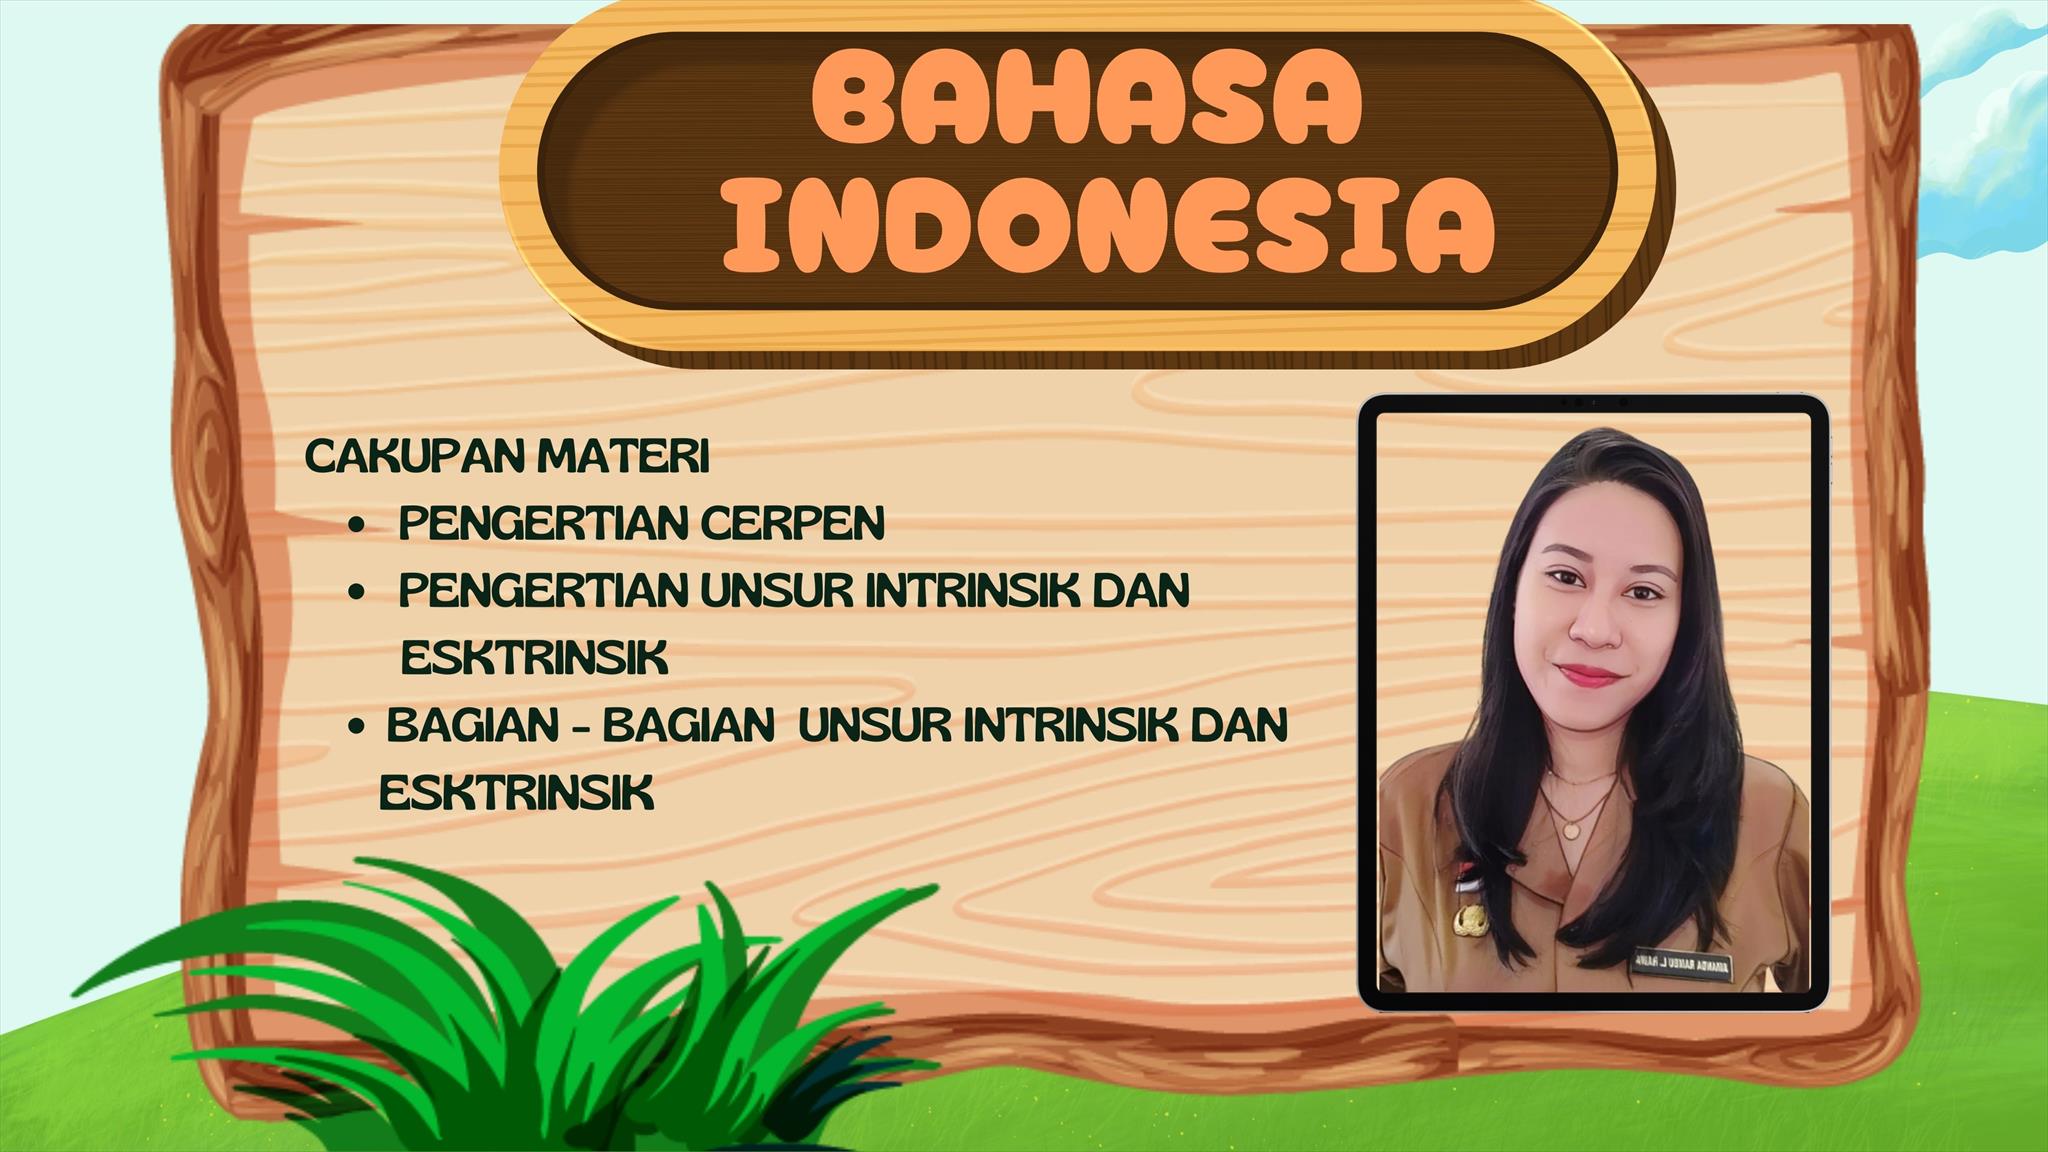 BAHASA
INDONESIA
CAKUPAN MATERI
• PENGERTIAN CERPEN
• PENGERTIAN UNSUR INTRINSIK DAN
ESKTRINSIK
• BAGIAN - BAGIAN UNSUR INTRINSIK DAN
ESKTRINSIK